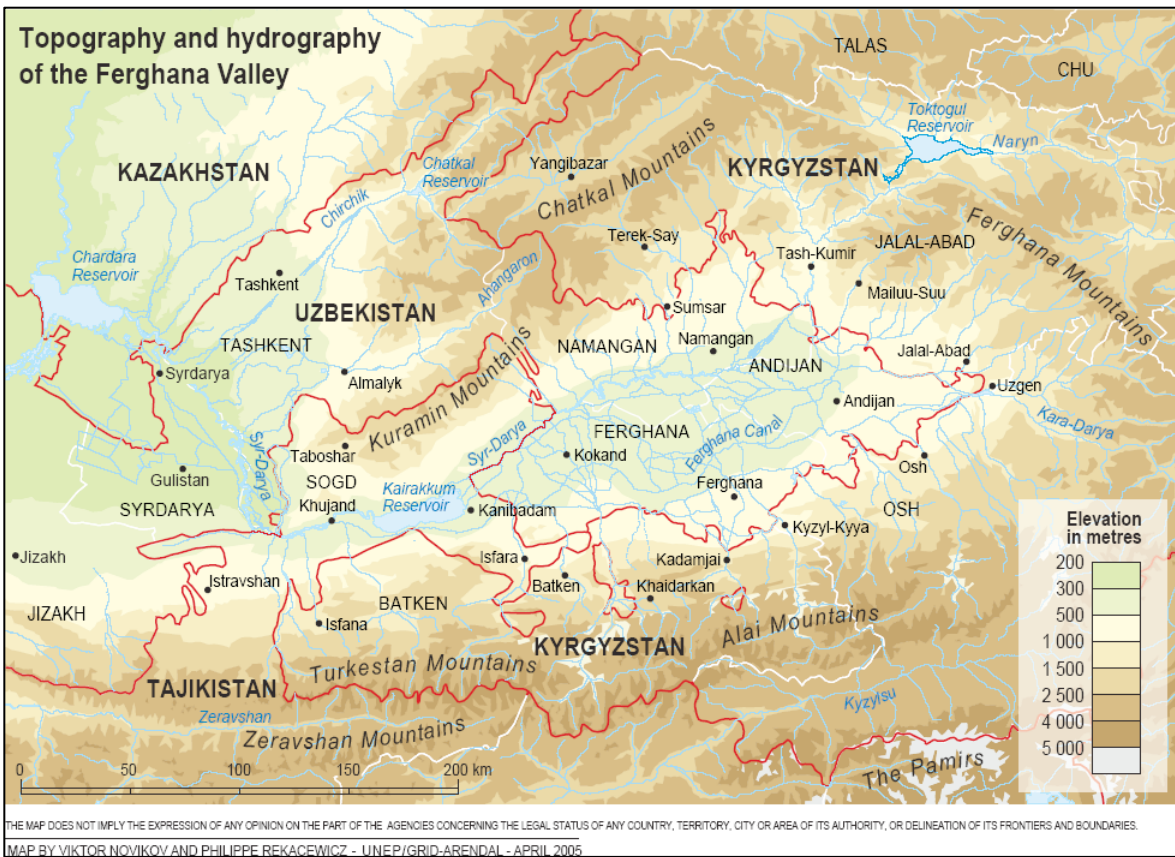 Topography and hydrography
of the Ferghana Valley
TALAS
CHU
Toktogul
Reservoir
Naryn
KAZAKHSTAN
Chatkal
Reservoir
Yangibazar
Chatkal Mountains
KYRGYZSTAN
Chirchik
Ferghana Mountains
Terek-Say
JALAL-ABAD
Chardara
Reservoir
Tash-Kumir
Ahangaron
Tashkent
Mailuu-Suu
UZBEKISTAN
Sumsar
TASHKENT
NAMANGAN
Namangan
Jalal-Abad
ANDIJAN
Syrdarya
Almalyk
Uzgen
Kuramin Mountains
Andijan
Kara-Darya
FERGHANA
Ferghana Canal
Syr-Darya
Syr-Darya
Taboshar
Kokand
Osh
Gulistan
SOGD
Kairakkum
Reservoir
Ferghana
SYRDARYA
Khujand
Kanibadam
OSH
Kyzyl-Kyya
Jizakh
Isfara
Kadamjai
Batken
Istravshan
Khaidarkan
JIZAKH
BATKEN
Isfana
Alai Mountains
KYRGYZSTAN
Turkestan Mountains
TAJIKISTAN
Kyzylsu
Zeravshan
Zeravshan Mountains
The Pamirs
Elevation
in metres
200
300
500
1 000
1 500
2 500
4 000
5 000
0 50 100 150 200 km
THE MAP DOES NOT IMPLY THE EXPRESSION OF ANY OPINION ON THE PART OF THE AGENCIES CONCERNING THE LEGAL STATUS OF ANY COUNTRY, TERRITORY, CITY OR AREA OF ITS AUTHORITY, OR DELINEATION OF ITS FRONTIERS AND BOUNDARIES.
MAP BY VIKTOR NOVIKOV AND PHILIPPE REKACEWICZ - UNEP/GRID-ARENDAL - APRIL 2005